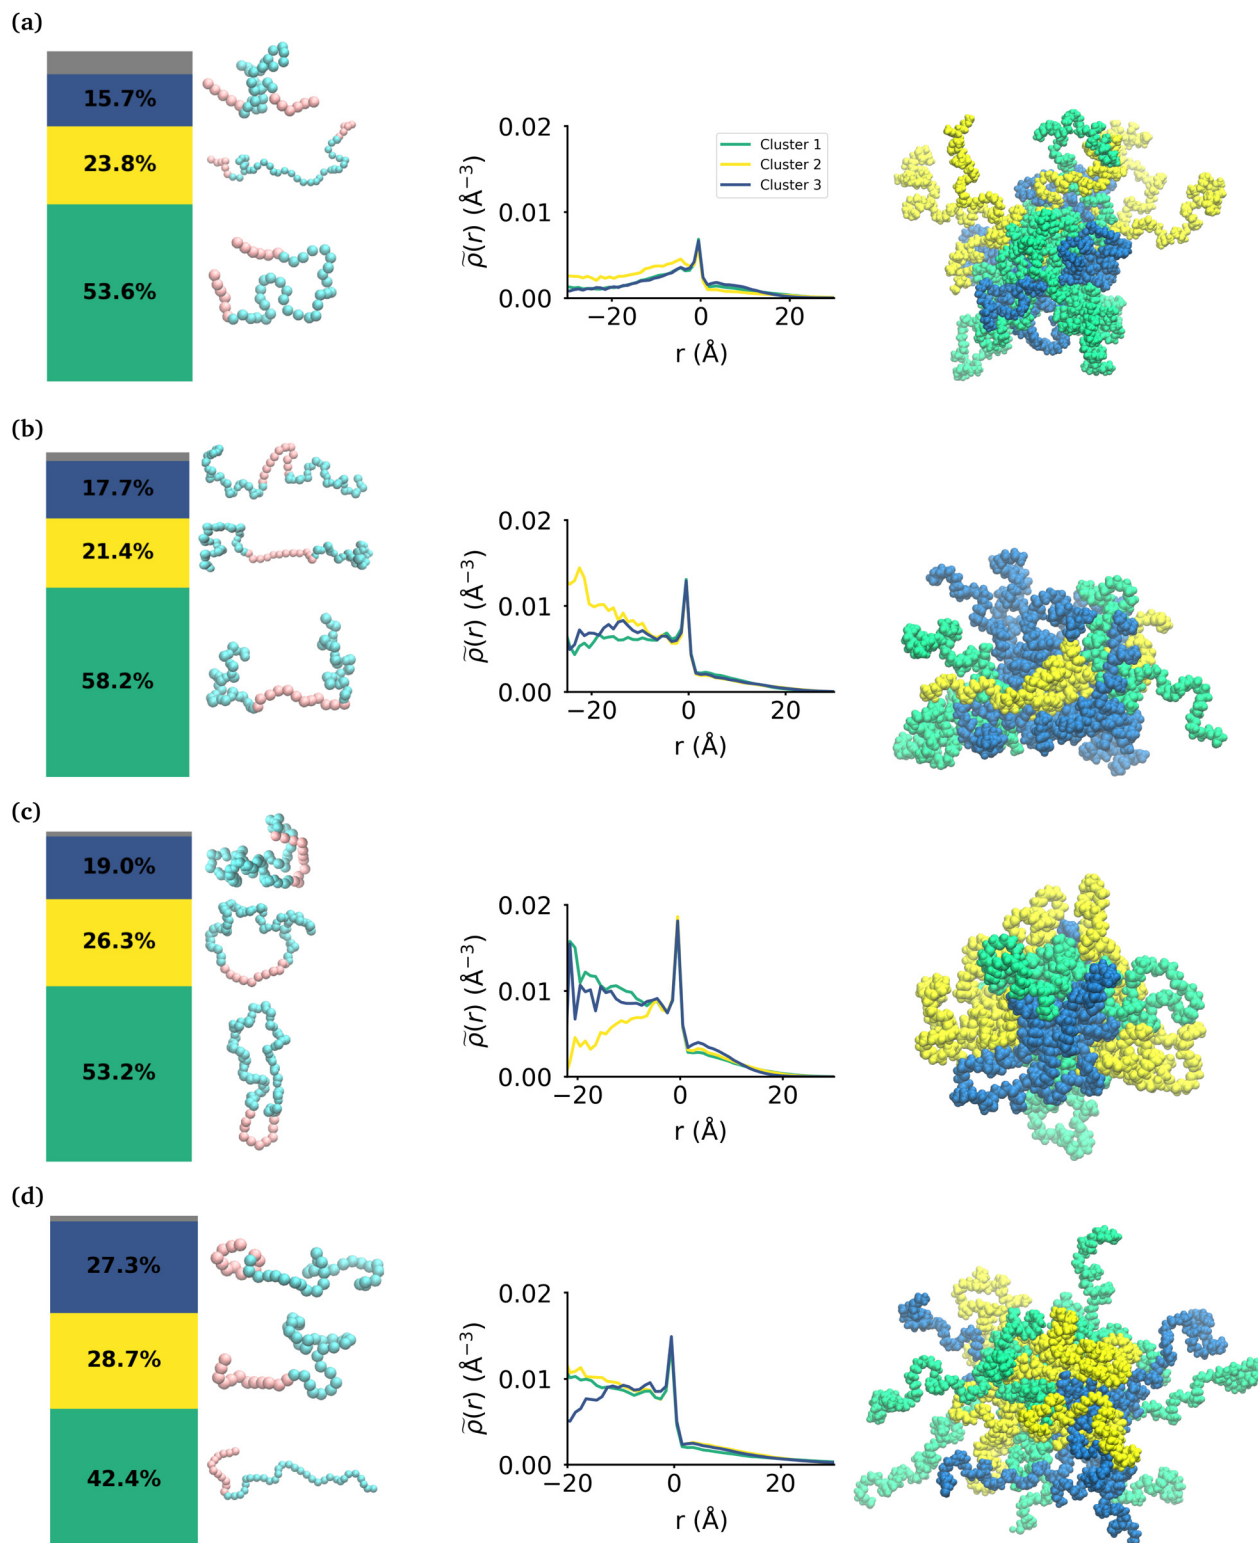 (a)
15.7%
23.8%
53.6%
0.02
0.01
0.00
ρ̃(r) (Å⁻³)
Cluster 1
Cluster 2
Cluster 3
−20 0 20
r (Å)
(b)
17.7%
21.4%
58.2%
0.02
0.01
0.00
ρ̃(r) (Å⁻³)
−20 0 20
r (Å)
(c)
19.0%
26.3%
53.2%
0.02
0.01
0.00
ρ̃(r) (Å⁻³)
−20 0 20
r (Å)
(d)
27.3%
28.7%
42.4%
0.02
0.01
0.00
ρ̃(r) (Å⁻³)
−20 0 20
r (Å)